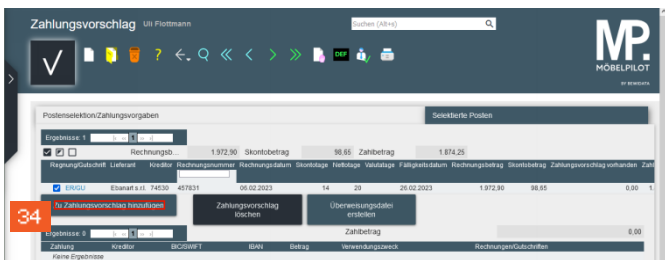 Zahlungsvorschlag Uli Flottmann
Suchen (Alt+s)
MP.
MÖBELPILOT
DEF
Postenselektion/Zahlungsvorgaben
Selektierte Posten
Ergebnisse: 1
1
Rechnungsb... 1.972,90 Skontobetrag 98,65 Zahlbetrag 1.874,25
Regnung/Gutschrift Lieferant Kreditor Rechnungsnummer Rechnungsdatum Skontotage Nettotage Valutatage Fälligkeitsdatum Rechnungsbetrag Skontobetrag Zahlungsvorschlag vorhanden
ER/GU Ebanart s.r.l. 74530 457831 06.02.2023 14 20 26.02.2023 1.972,90 98,65 0,00
34
Zu Zahlungsvorschlag hinzufügen
Zahlungsvorschlag
löschen
Überweisungsdatei
erstellen
Ergebnisse: 0
1
Zahlbetrag 0,00
Zahlung Kreditor BIC/SWIFT IBAN Betrag Verwendungszweck Rechnungen/Gutschriften
Keine Ergebnisse